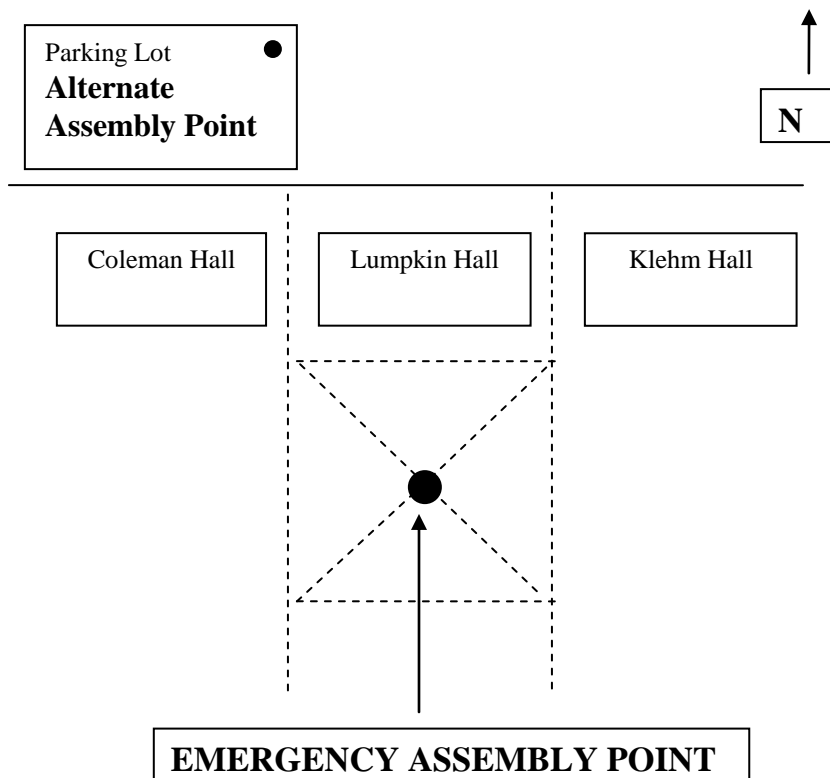 Parking Lot
Alternate
Assembly Point
N
Coleman Hall
Lumpkin Hall
Klehm Hall
EMERGENCY ASSEMBLY POINT